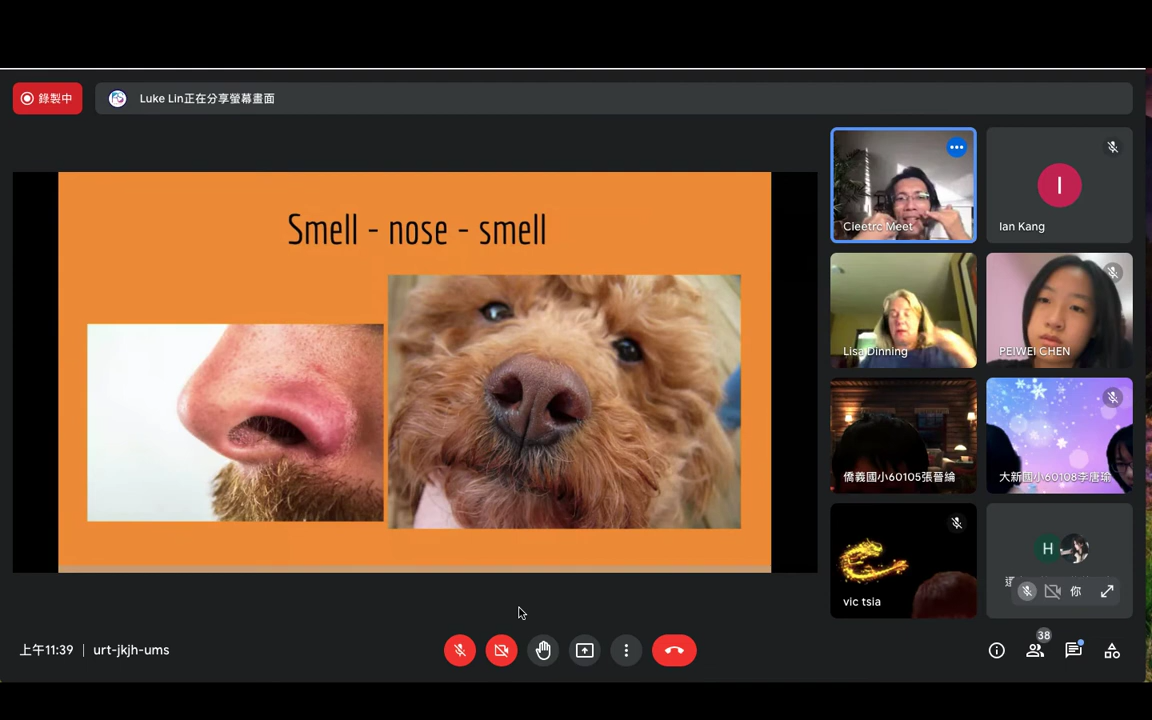 錄製中
Luke Lin正在分享螢幕畫面
Smell - nose - smell
Cieetrc Meet
I
Ian Kang
Lisa Dinning
PEIWEI CHEN
僑義國小60105張晉綸
大新國小60108李唐瑜
vic tsia
H
你
上午11:39 | urt-jkjh-ums
38